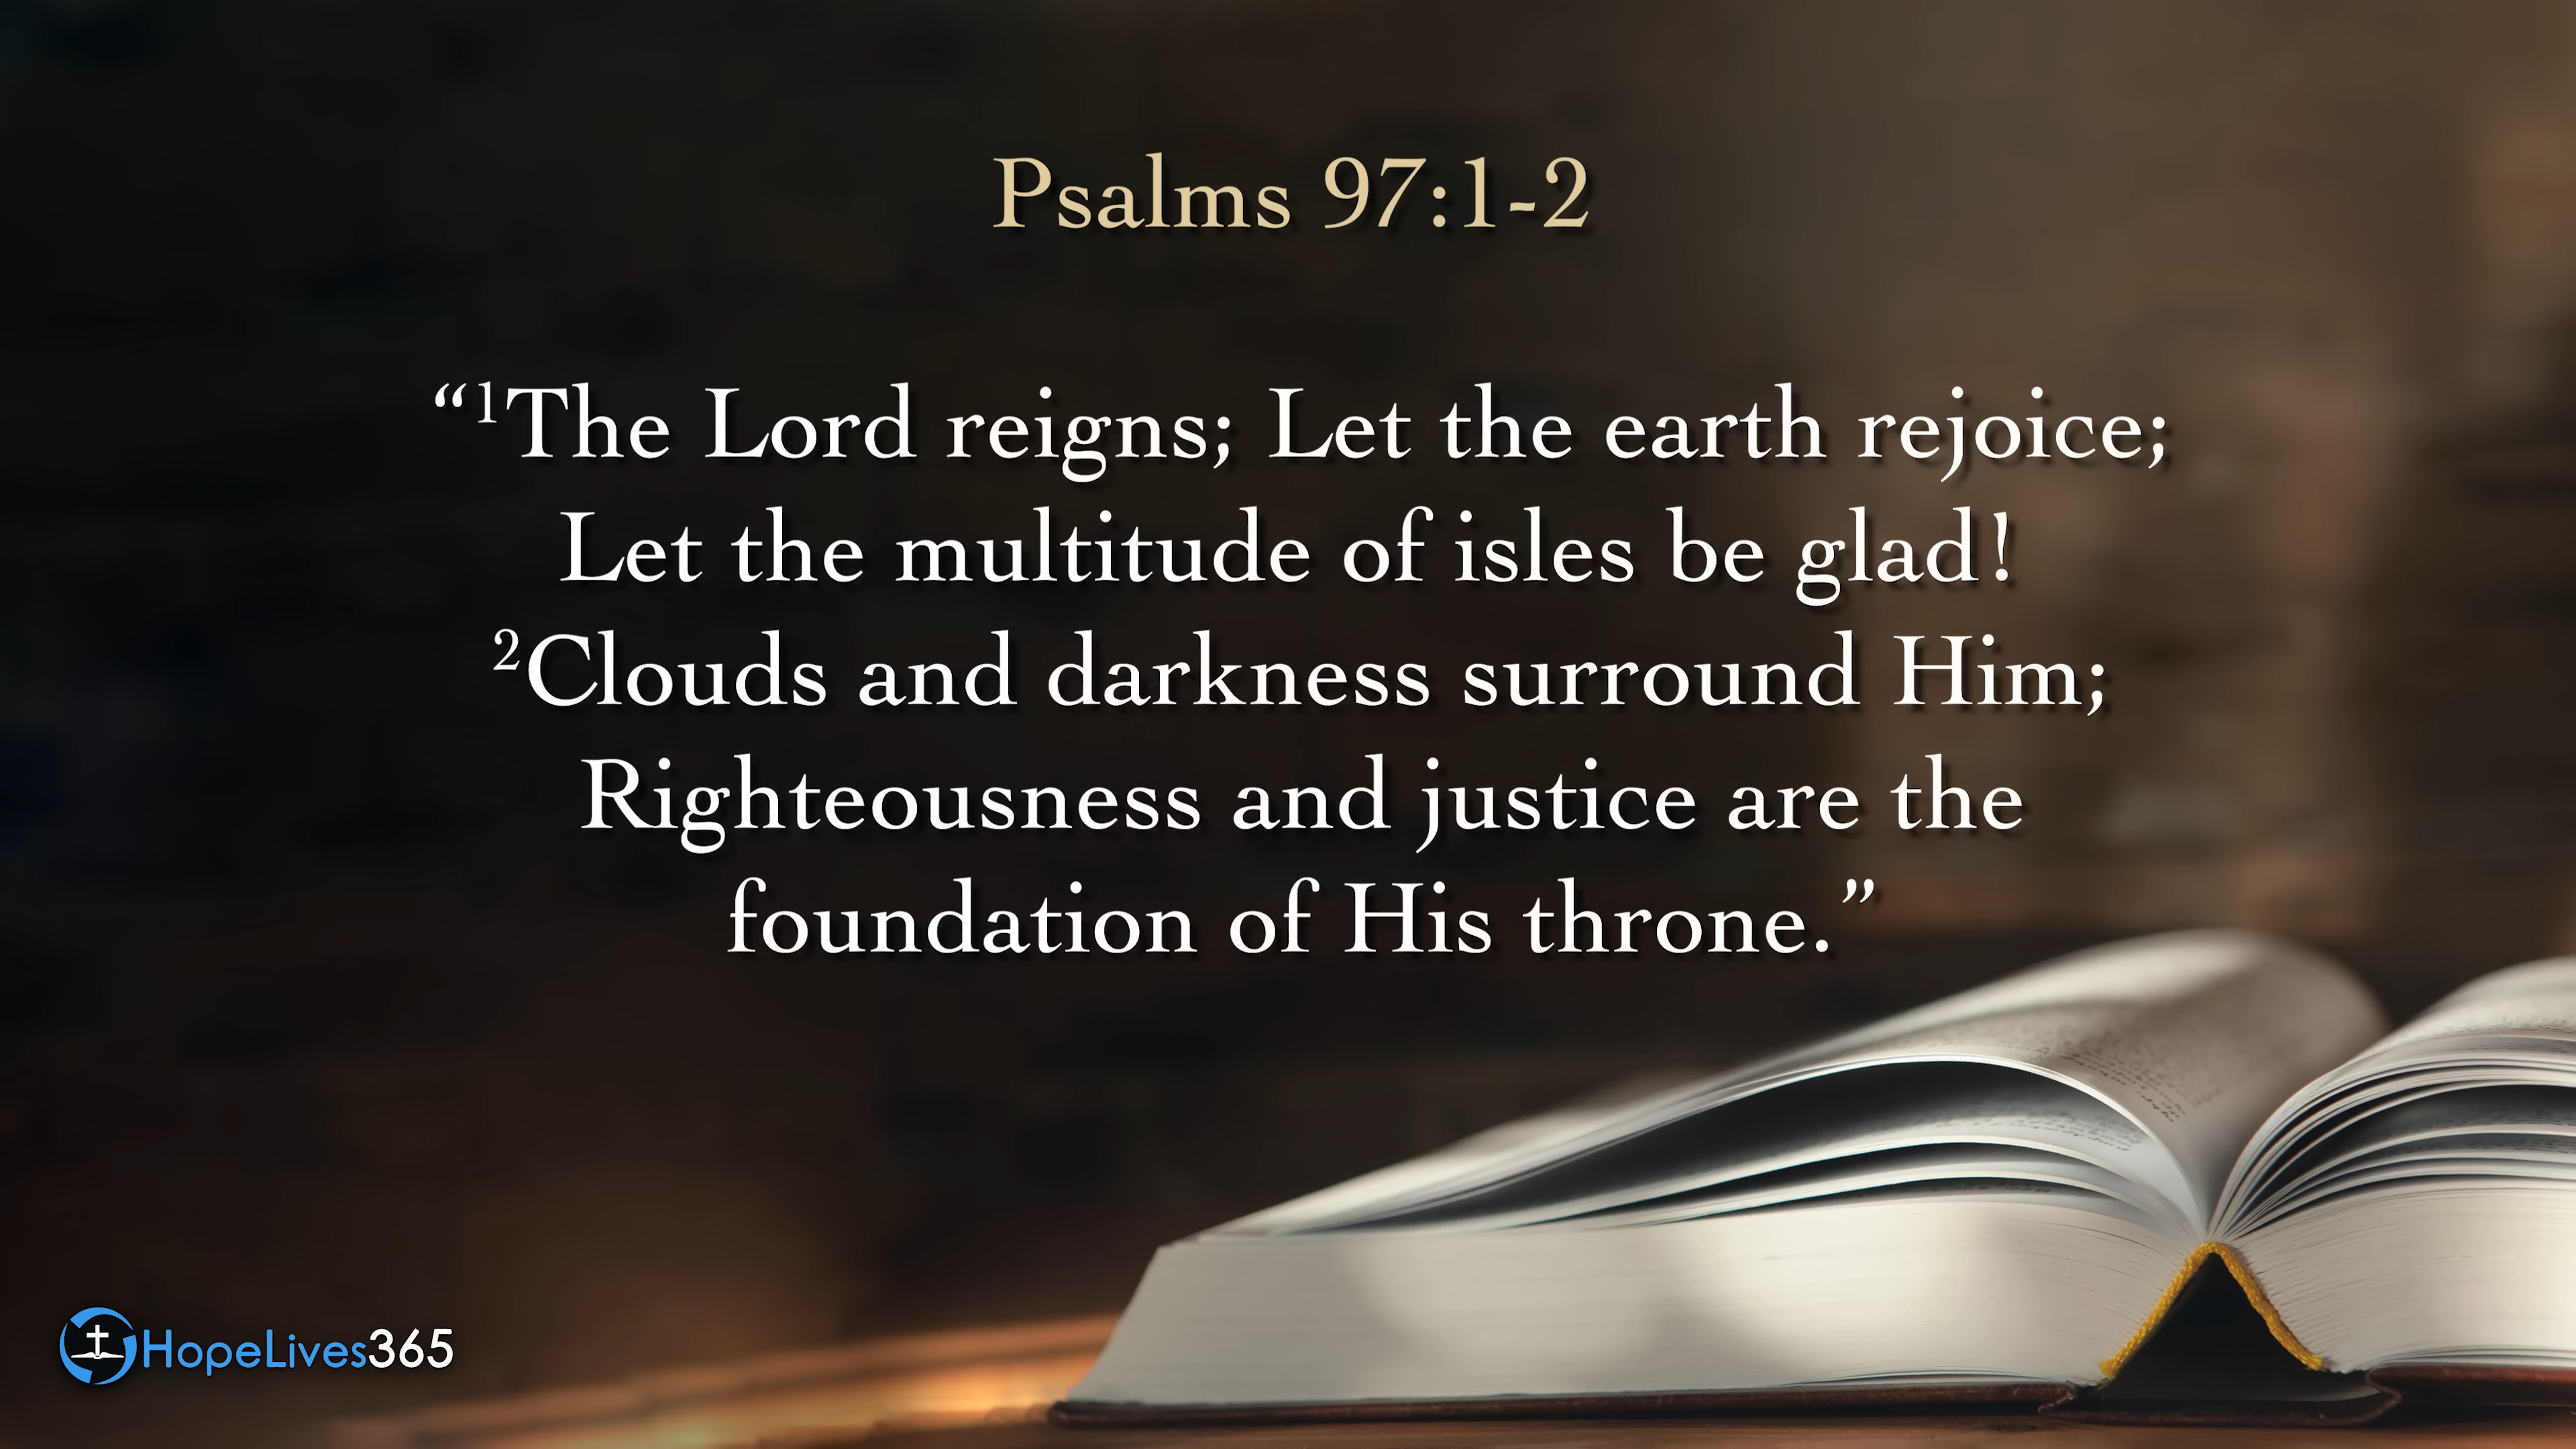 Psalms 97:1-2
“¹The Lord reigns; Let the earth rejoice;
Let the multitude of isles be glad!
²Clouds and darkness surround Him;
Righteousness and justice are the
foundation of His throne.”
HopeLives365